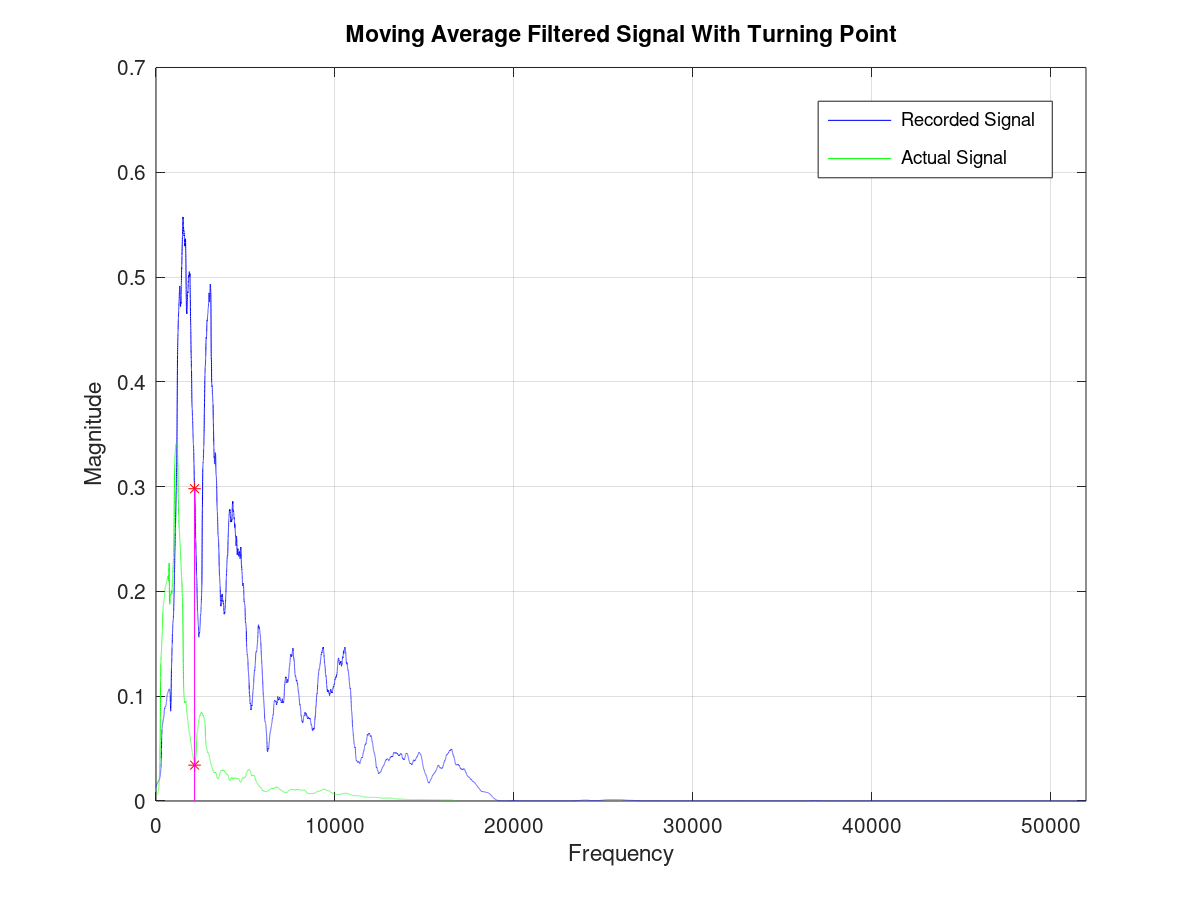 Moving Average Filtered Signal With Turning Point
0.7
Recorded Signal
Actual Signal
0.6
0.5
0.4
Magnitude
0.3
0.2
0.1
0
0 10000 20000 30000 40000 50000
Frequency